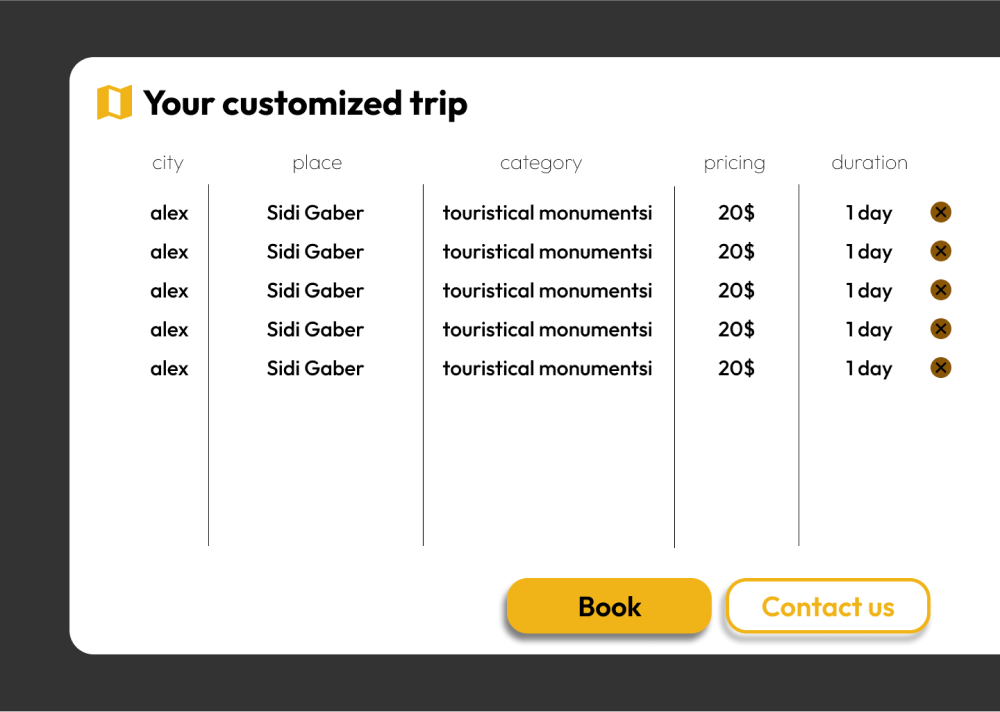 Your customized trip
city place category pricing duration
alex Sidi Gaber touristical monumentsi 20$ 1 day
alex Sidi Gaber touristical monumentsi 20$ 1 day
alex Sidi Gaber touristical monumentsi 20$ 1 day
alex Sidi Gaber touristical monumentsi 20$ 1 day
alex Sidi Gaber touristical monumentsi 20$ 1 day
Book Contact us